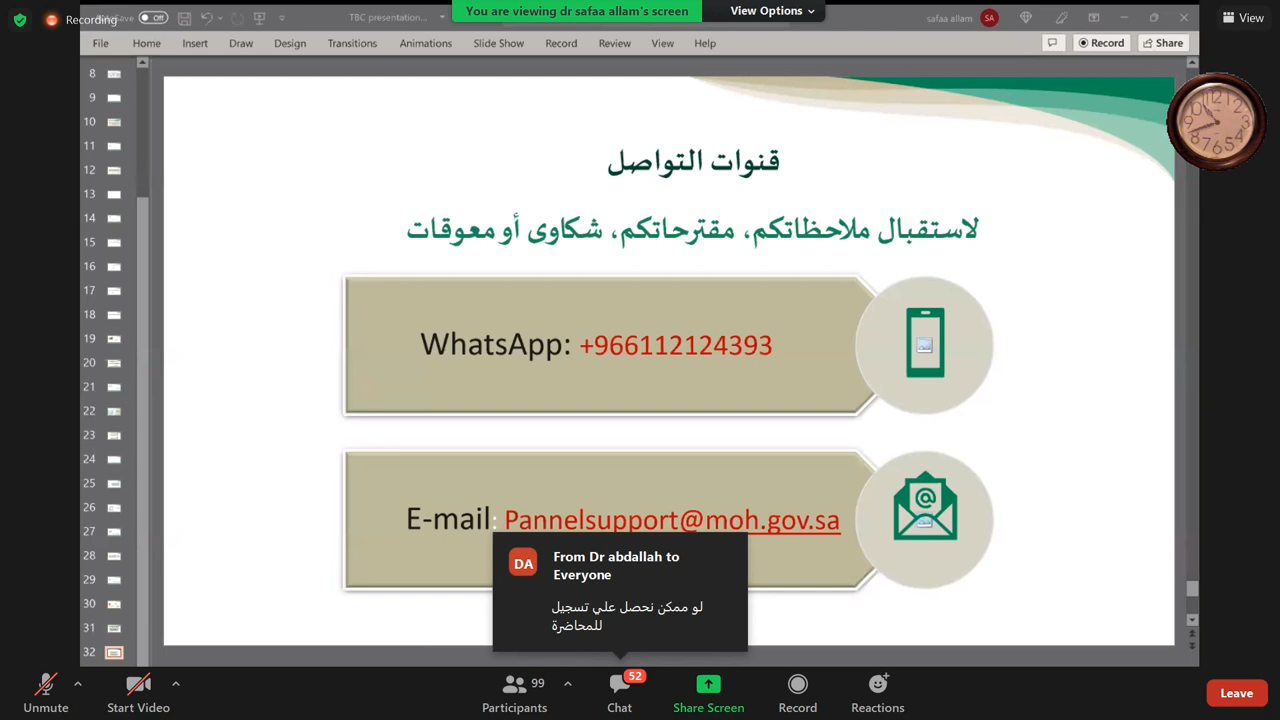 Recording
Save
Off
TBC presentation...
You are viewing dr safaa allam's screen
View Options
safaa allam
SA
View
File
Home
Insert
Draw
Design
Transitions
Animations
Slide Show
Record
Review
View
Help
Record
Share
8
9
10
11
12
13
14
15
16
17
18
19
20
21
22
23
24
25
26
27
28
29
30
31
32
قنوات التواصل
لاستقبال ملاحظاتكم، مقترحاتكم، شكاوى أو معوقات
WhatsApp: +966112124393
E-mail: Pannelsupport@moh.gov.sa
DA
From Dr abdallah to
Everyone
لو ممكن نحصل علي تسجيل
للمحاضرة
Unmute
Start Video
99
Participants
52
Chat
Share Screen
Record
Reactions
Leave